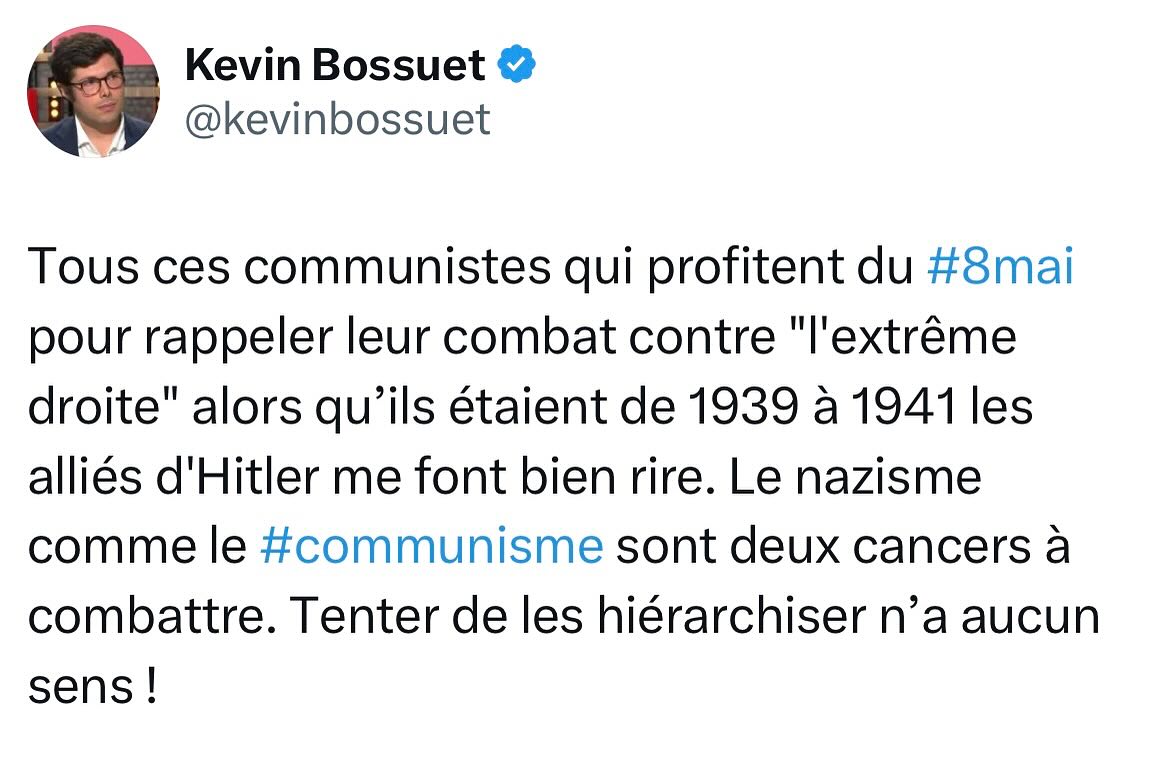 Kevin Bossuet
@kevinbossuet
Tous ces communistes qui profitent du #8mai
pour rappeler leur combat contre "l'extrême
droite" alors qu’ils étaient de 1939 à 1941 les
alliés d'Hitler me font bien rire. Le nazisme
comme le #communisme sont deux cancers à
combattre. Tenter de les hiérarchiser n’a aucun
sens !